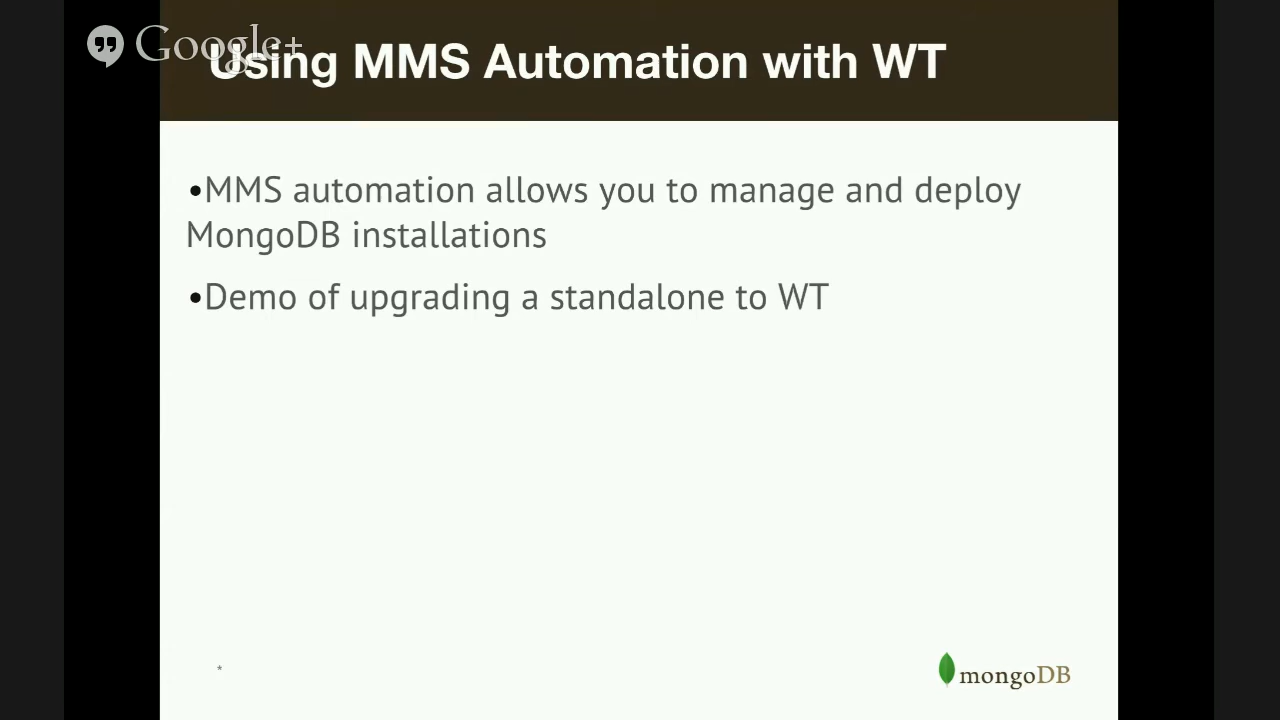 Google+
Using MMS Automation with WT
•MMS automation allows you to manage and deploy
MongoDB installations
•Demo of upgrading a standalone to WT
*
mongoDB